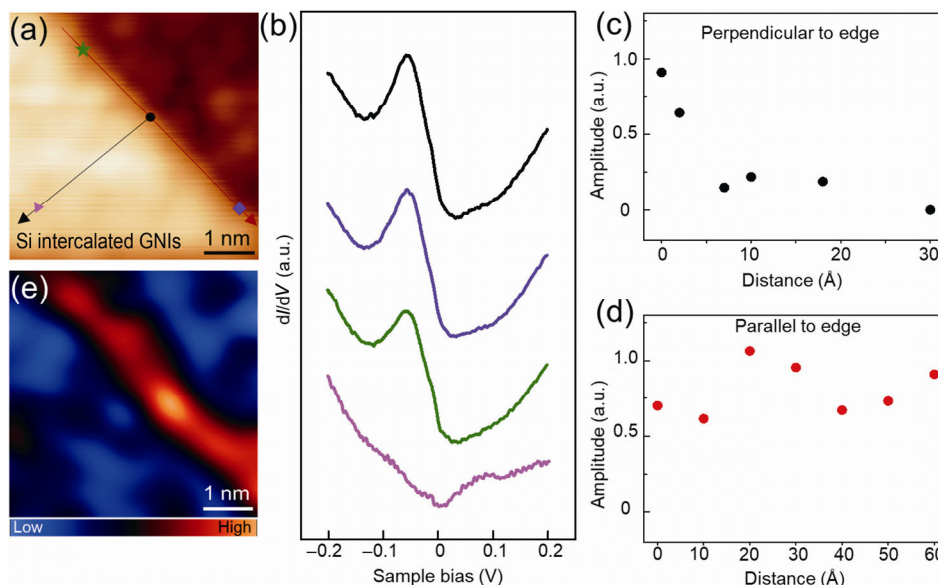 (a)
Si intercalated GNIs
1 nm
(e)
1 nm
Low
High
(b)
dI/dV (a.u.)
−0.2
−0.1
0
0.1
0.2
Sample bias (V)
(c)
Perpendicular to edge
Amplitude (a.u.)
1.0
0.5
0
0
10
20
30
Distance (Å)
(d)
Parallel to edge
Amplitude (a.u.)
1.0
0.5
0
0
10
20
30
40
50
60
Distance (Å)